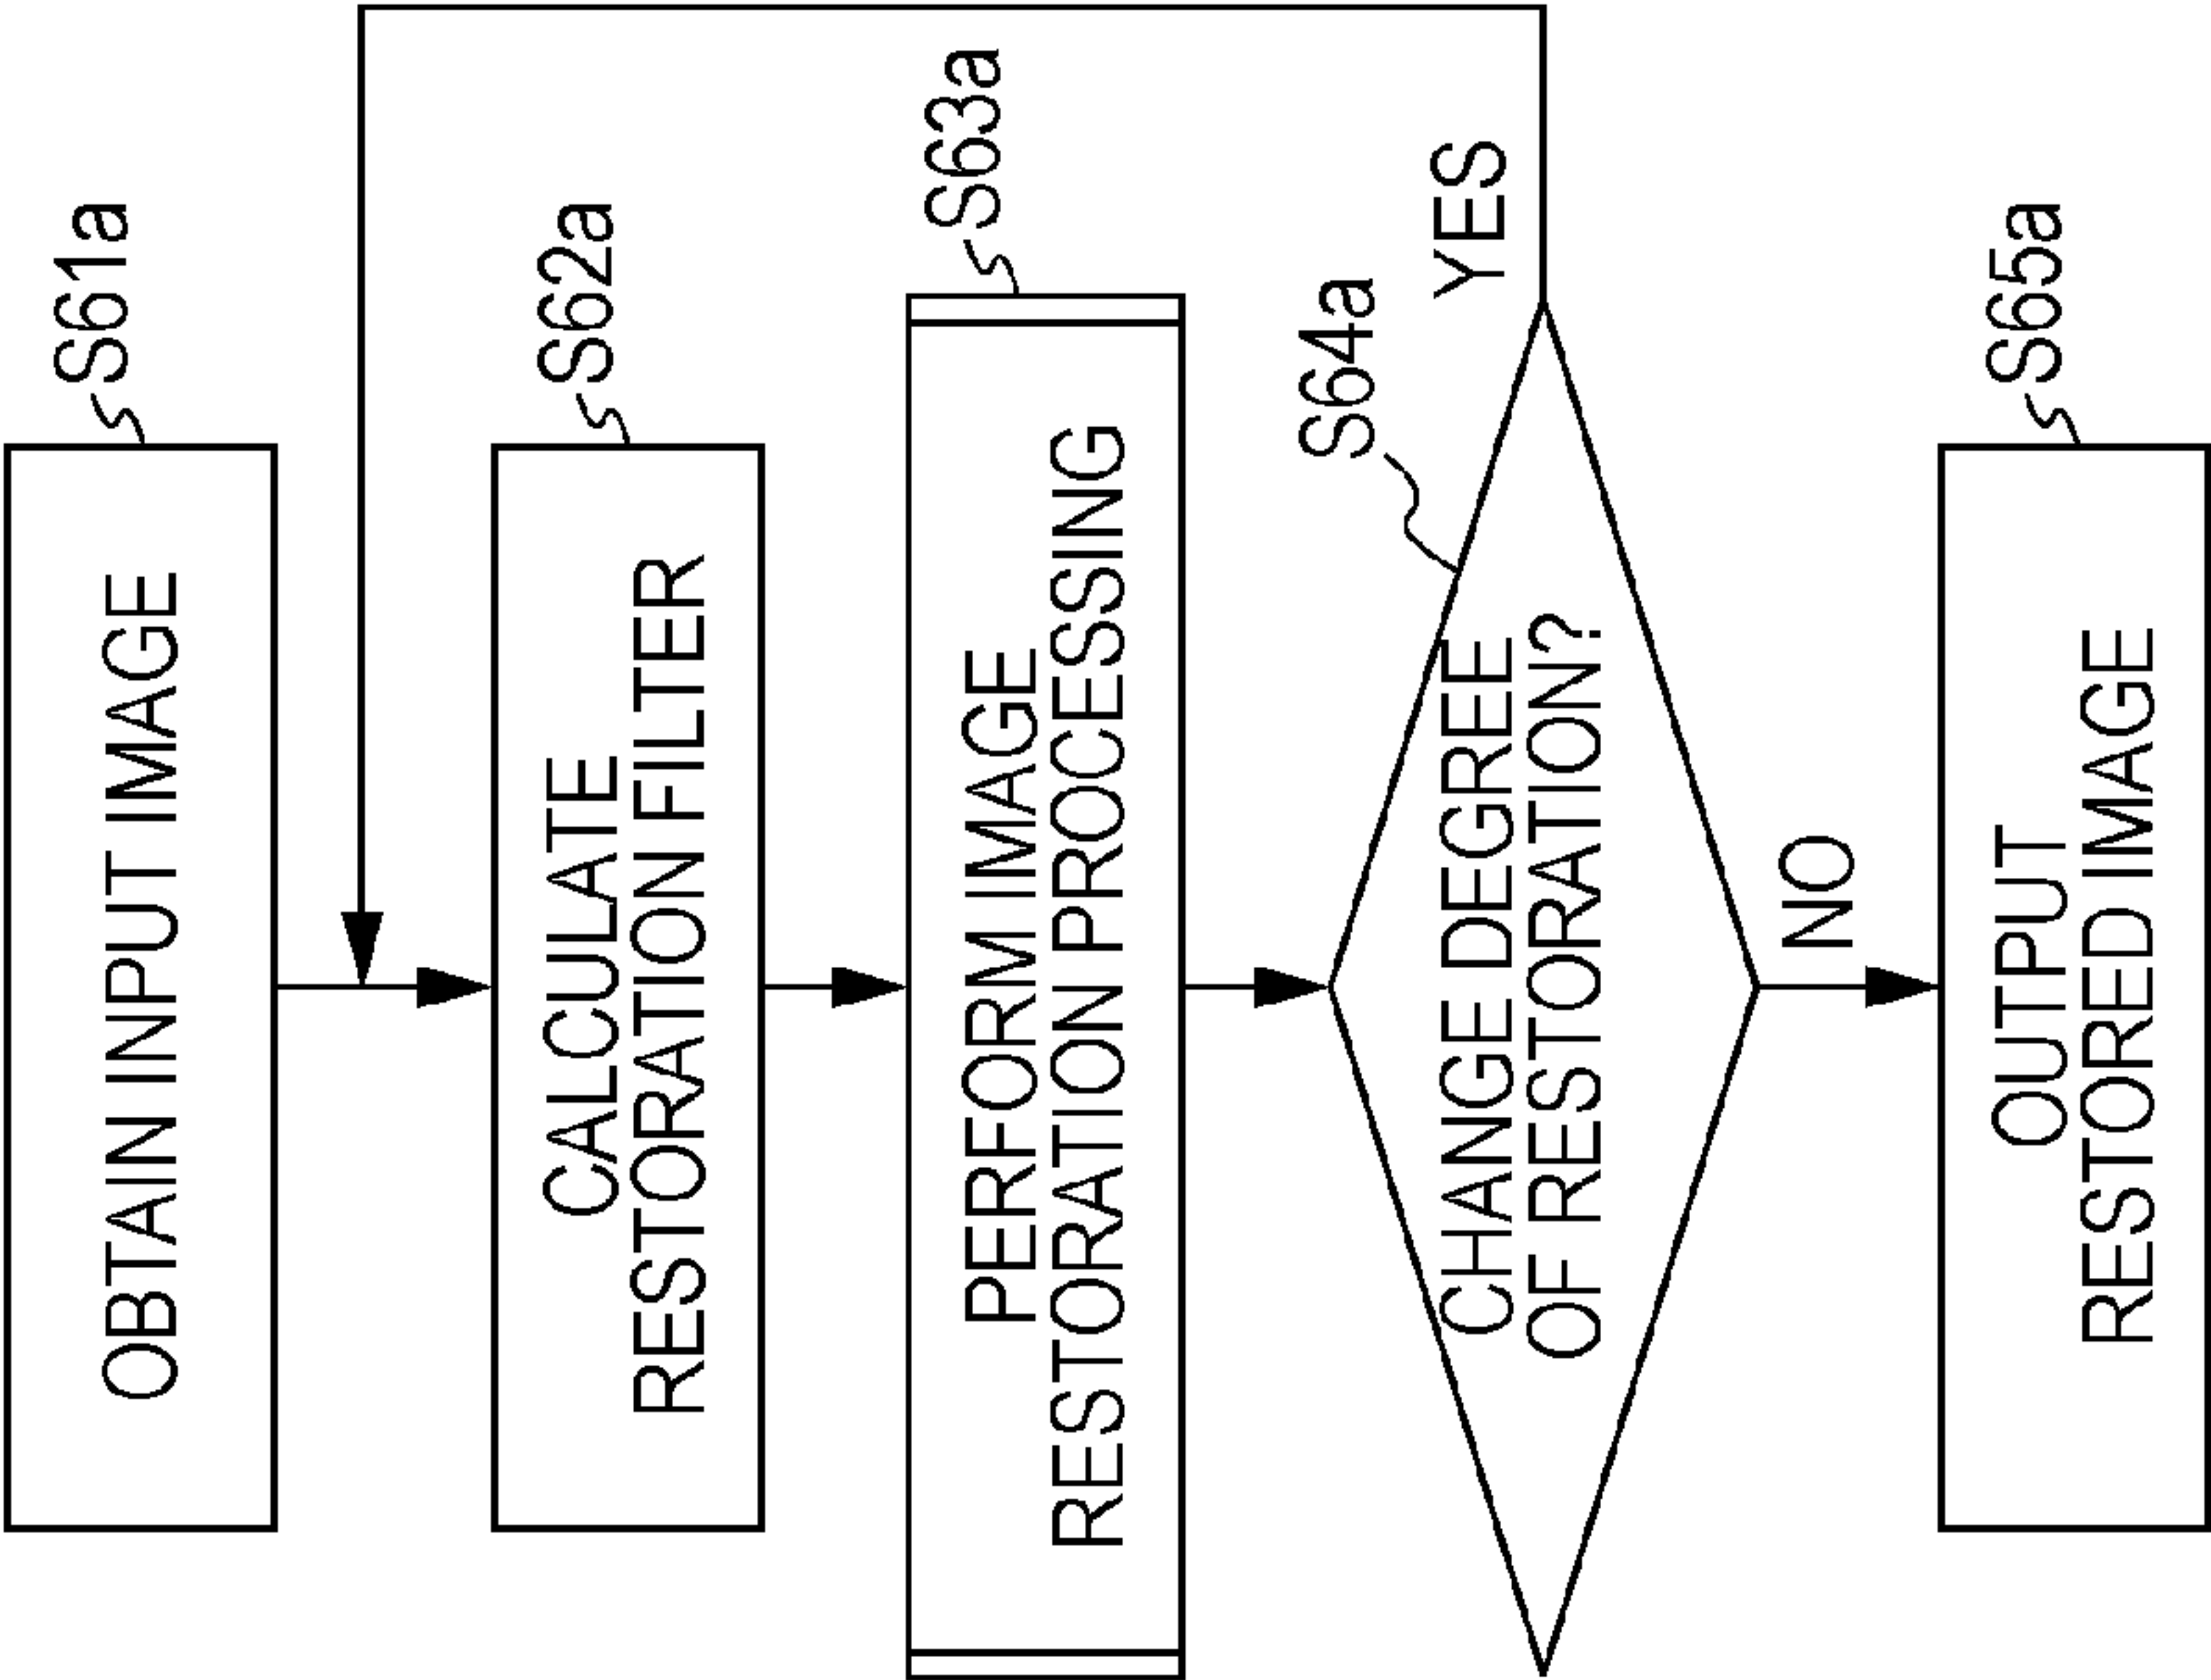 S61a
OBTAIN INPUT IMAGE
S62a
CALCULATE
RESTORATION FILTER
S63a
PERFORM IMAGE
RESTORATION PROCESSING
S64a
CHANGE DEGREE
OF RESTORATION?
YES
NO
S65a
OUTPUT
RESTORED IMAGE